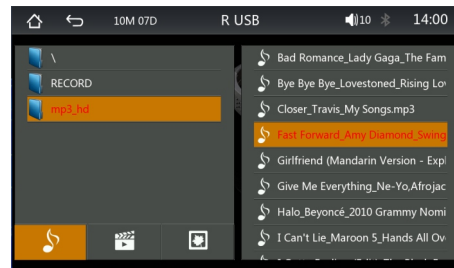 10M 07D R USB 10 14:00
\
RECORD
mp3_hd
Bad Romance_Lady Gaga_The Fam
Bye Bye Bye_Lovestoned_Rising Lov
Closer_Travis_My Songs.mp3
Fast Forward_Amy Diamond_Swing
Girlfriend (Mandarin Version - Expl
Give Me Everything_Ne-Yo,Afrojac
Halo_Beyoncé_2010 Grammy Nomi
I Can't Lie_Maroon 5_Hands All Ov